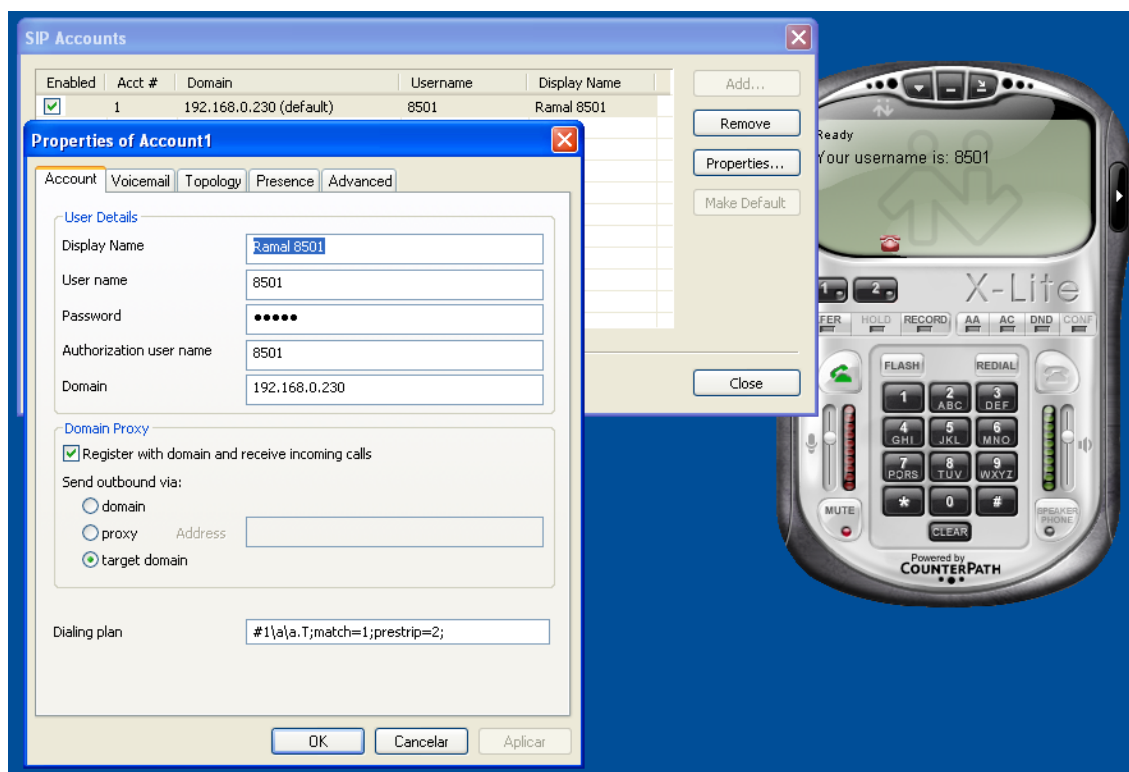 SIP Accounts
Enabled Acct # Domain Username Display Name
1 192.168.0.230 (default) 8501 Ramal 8501
Add...
Remove
Properties...
Make Default
Close
Properties of Account1
Account Voicemail Topology Presence Advanced
User Details
Display Name Ramal 8501
User name 8501
Password •••••
Authorization user name 8501
Domain 192.168.0.230
Domain Proxy
Register with domain and receive incoming calls
Send outbound via:
domain
proxy Address
target domain
Dialing plan #1\a\a.T;match=1;prestrip=2;
OK Cancelar Aplicar
Ready
Your username is: 8501
X-Lite
1 2
FER HOLD RECORD AA AC DND CONF
FLASH REDIAL
1 2 ABC 3 DEF
4 GHI 5 JKL 6 MNO
7 PQRS 8 TUV 9 WXYZ
* 0 #
MUTE
SPEAKER
PHONE
CLEAR
Powered by
COUNTERPATH